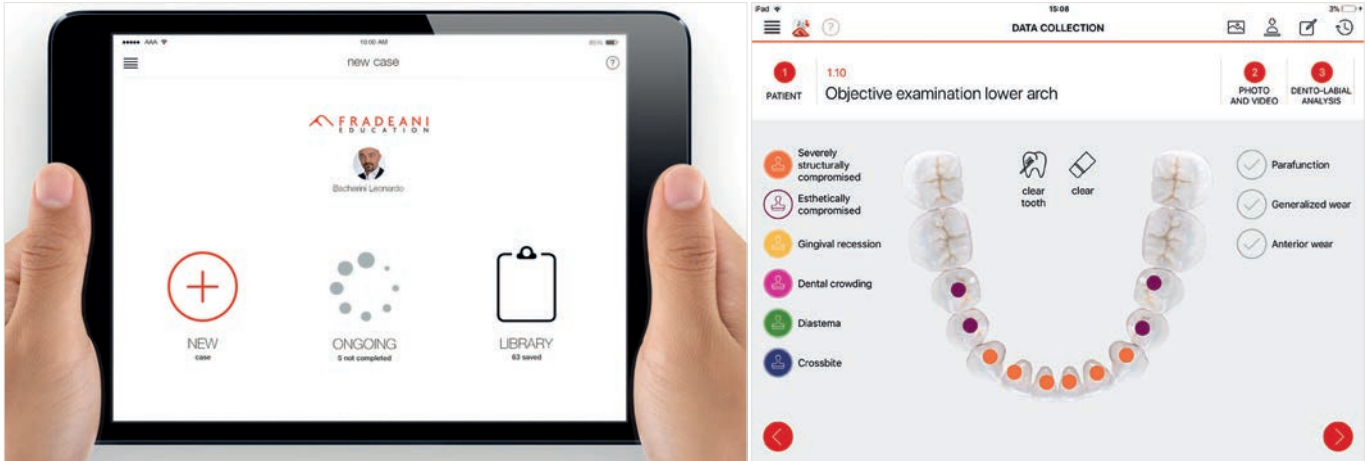 AAA
10:00 AM
new case
?
FRADEANI
EDUCATION
Bacherini Leonardo
NEW
case
ONGOING
5 not completed
LIBRARY
63 saved
iPad
15:08
3%
?
DATA COLLECTION
1
PATIENT
1.10
Objective examination lower arch
2
PHOTO
AND VIDEO
3
DENTO-LABIAL
ANALYSIS
Severely
structurally
compromised
Esthetically
compromised
Gingival recession
Dental crowding
Diastema
Crossbite
clear
tooth
clear
Parafunction
Generalized wear
Anterior wear